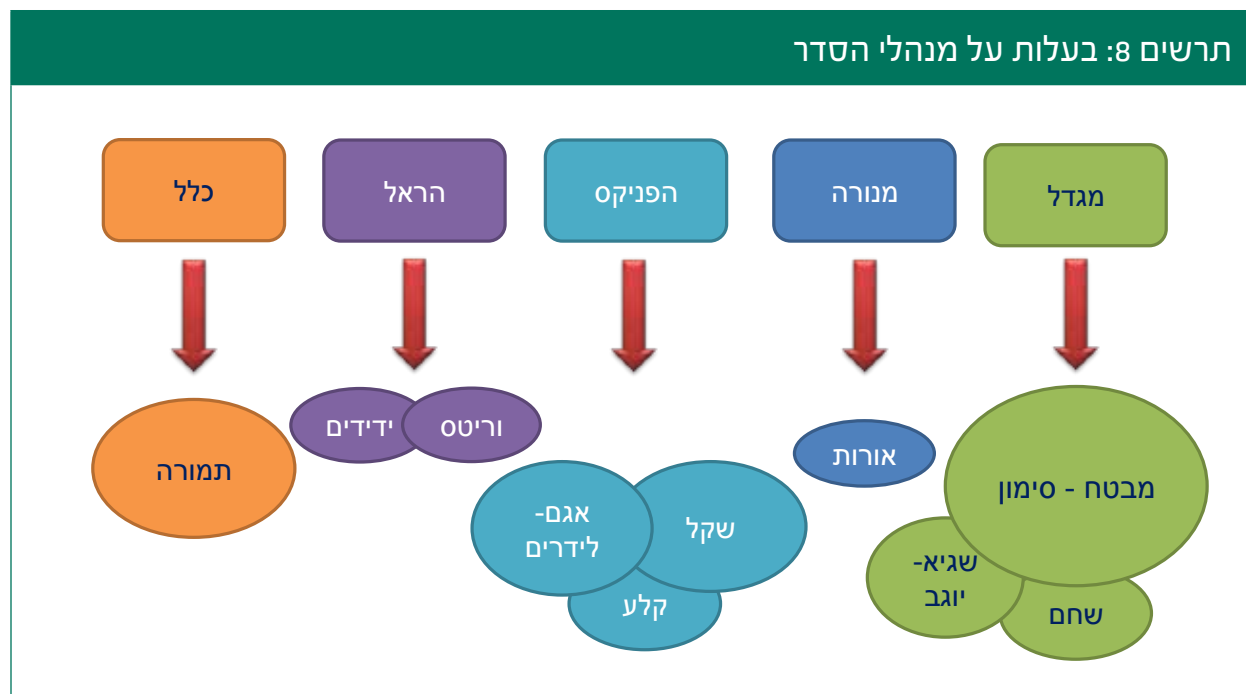 תרשים 8: בעלות על מנהלי הסדר
מגדל
מנורה
הפניקס
הראל
כלל
מבטח - סימון
שגיא-
יוגב
שחם
אורות
שקל
אגם-
לידרים
קלע
וריטס
ידידים
תמורה